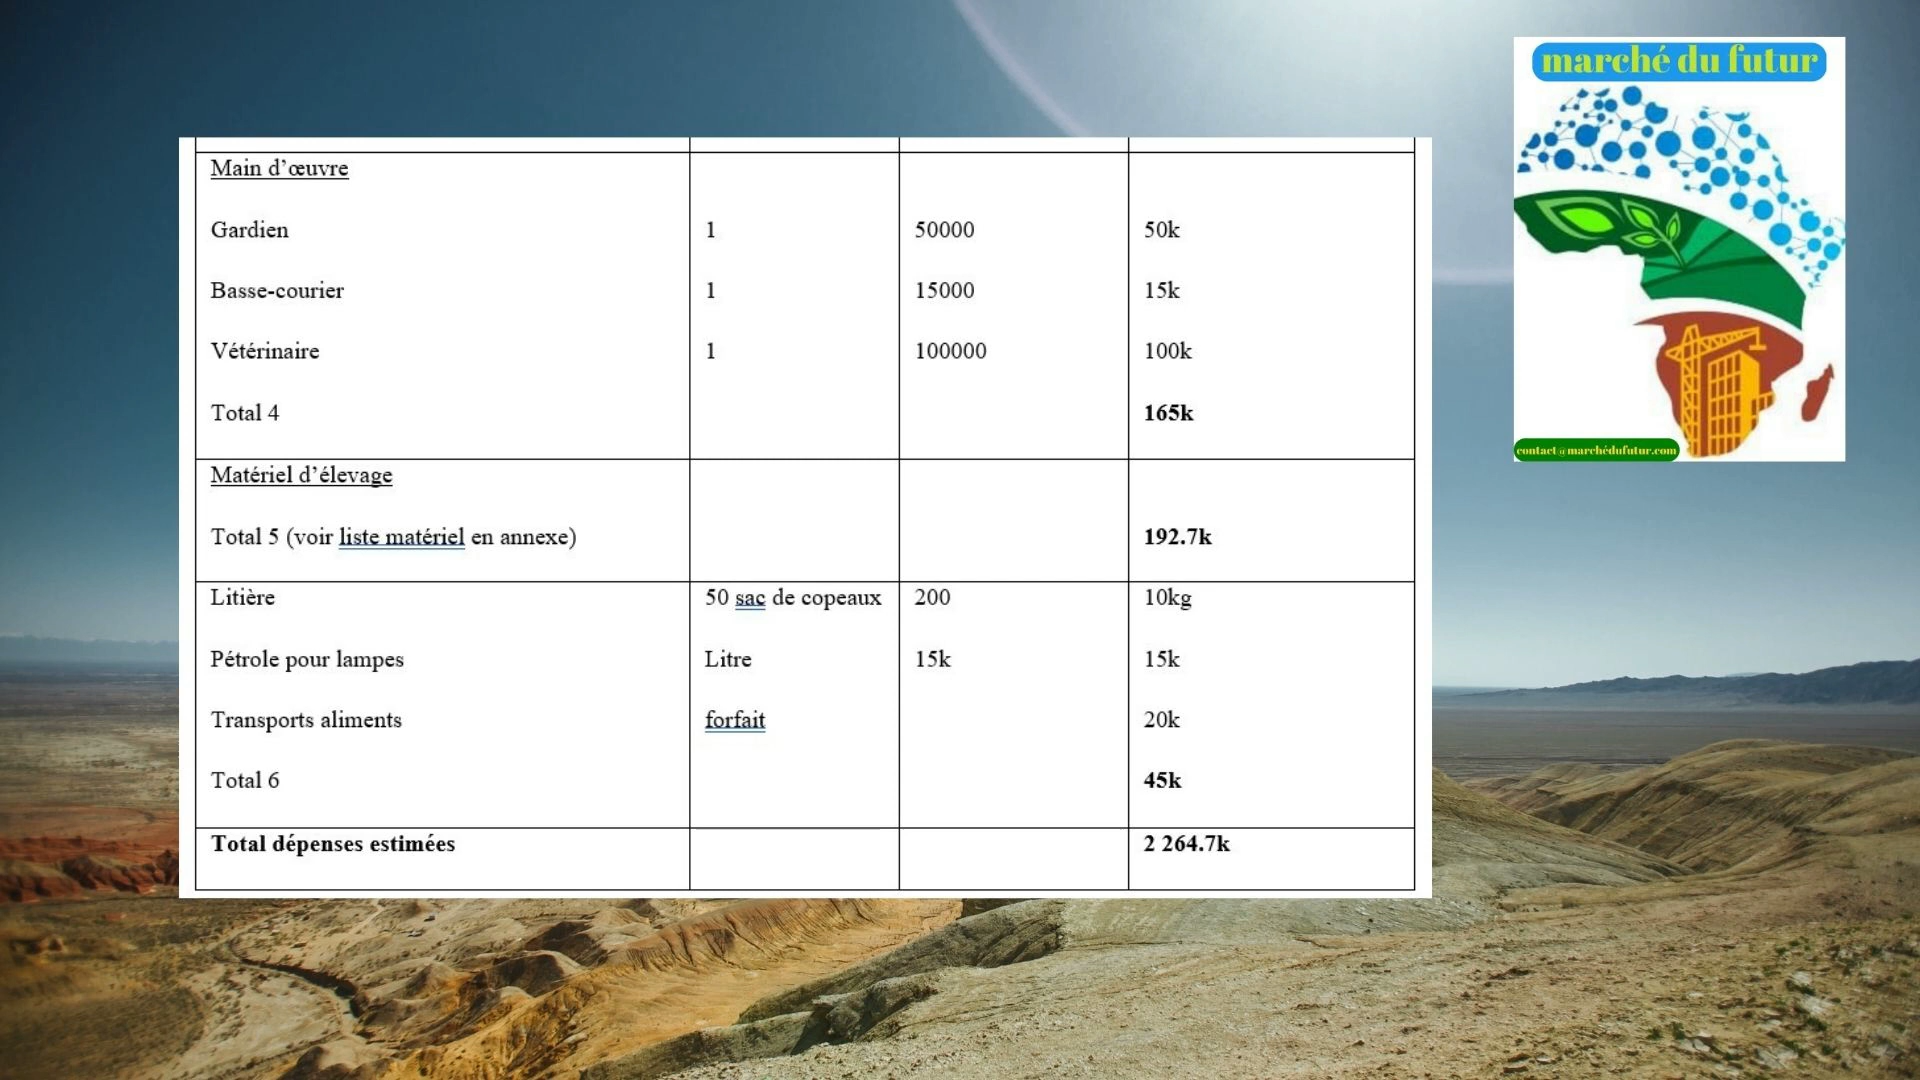 marché du futur
Main d’œuvre
Gardien 1 50000 50k
Basse-courier 1 15000 15k
Vétérinaire 1 100000 100k
Total 4 165k
Matériel d’élevage
Total 5 (voir liste matériel en annexe) 192.7k
Litière 50 sac de copeaux 200 10kg
Pétrole pour lampes Litre 15k 15k
Transports aliments forfait 20k
Total 6 45k
Total dépenses estimées 2 264.7k
contact@marchédufutur.com